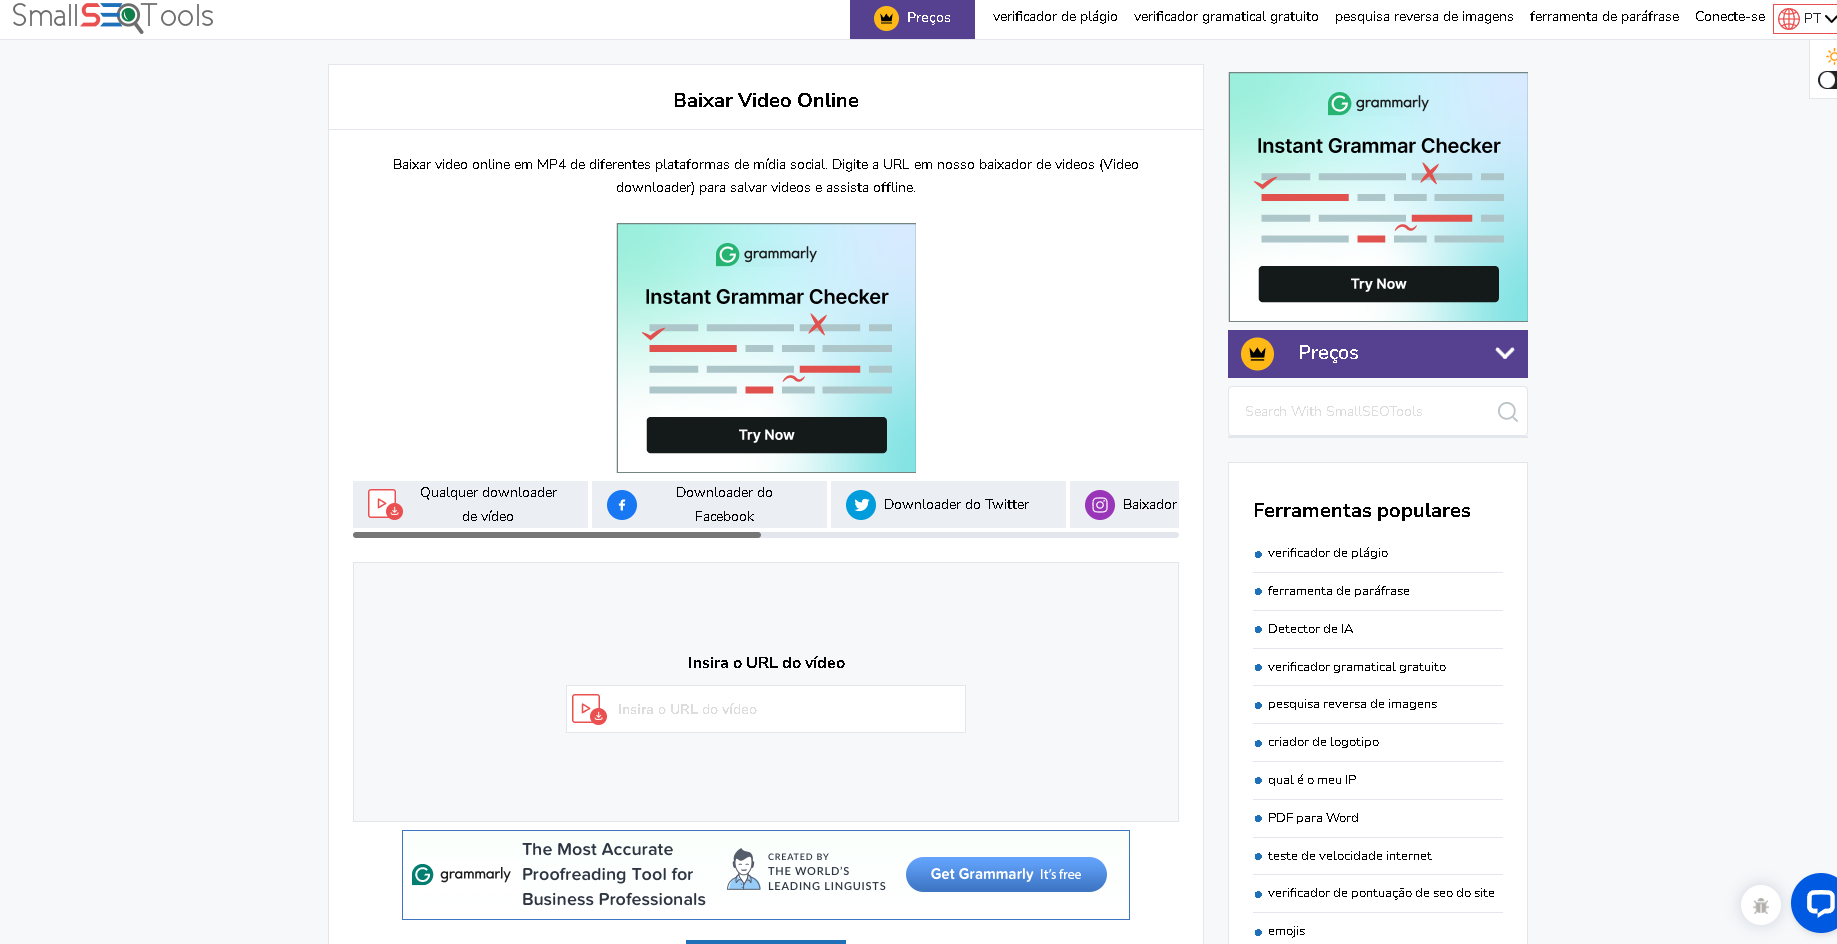 SmallSEOTools
Preços
verificador de plágio
verificador gramatical gratuito
pesquisa reversa de imagens
ferramenta de paráfrase
Conecte-se
PT
Baixar Video Online
Baixar video online em MP4 de diferentes plataformas de mídia social. Digite a URL em nosso baixador de videos (Video
downloader) para salvar videos e assista offline.
grammarly
Instant Grammar Checker
Try Now
Qualquer downloader
de vídeo
Downloader do
Facebook
Downloader do Twitter
Baixador
Insira o URL do vídeo
Insira o URL do vídeo
grammarly
The Most Accurate
Proofreading Tool for
Business Professionals
CREATED BY
THE WORLD'S
LEADING LINGUISTS
Get Grammarly It's free
grammarly
Instant Grammar Checker
Try Now
Preços
Search With SmallSEOTools
Ferramentas populares
verificador de plágio
ferramenta de paráfrase
Detector de IA
verificador gramatical gratuito
pesquisa reversa de imagens
criador de logotipo
qual é o meu IP
PDF para Word
teste de velocidade internet
verificador de pontuação de seo do site
emojis